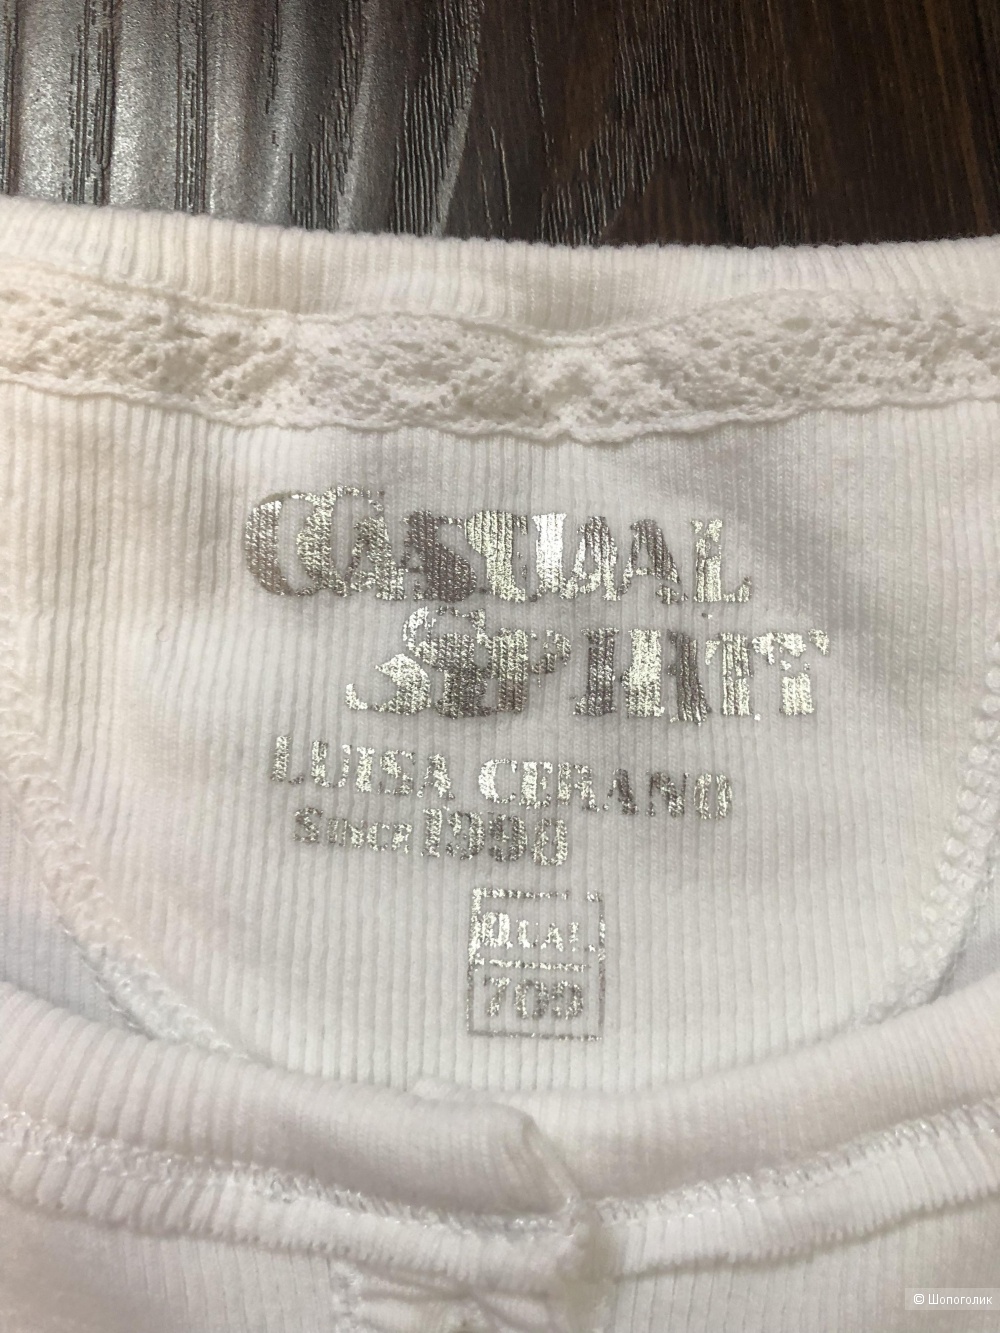 CASUAL
SPIRIT
LUISA CERANO
SINCE 1990
QUAL.
700
© Шопоголик